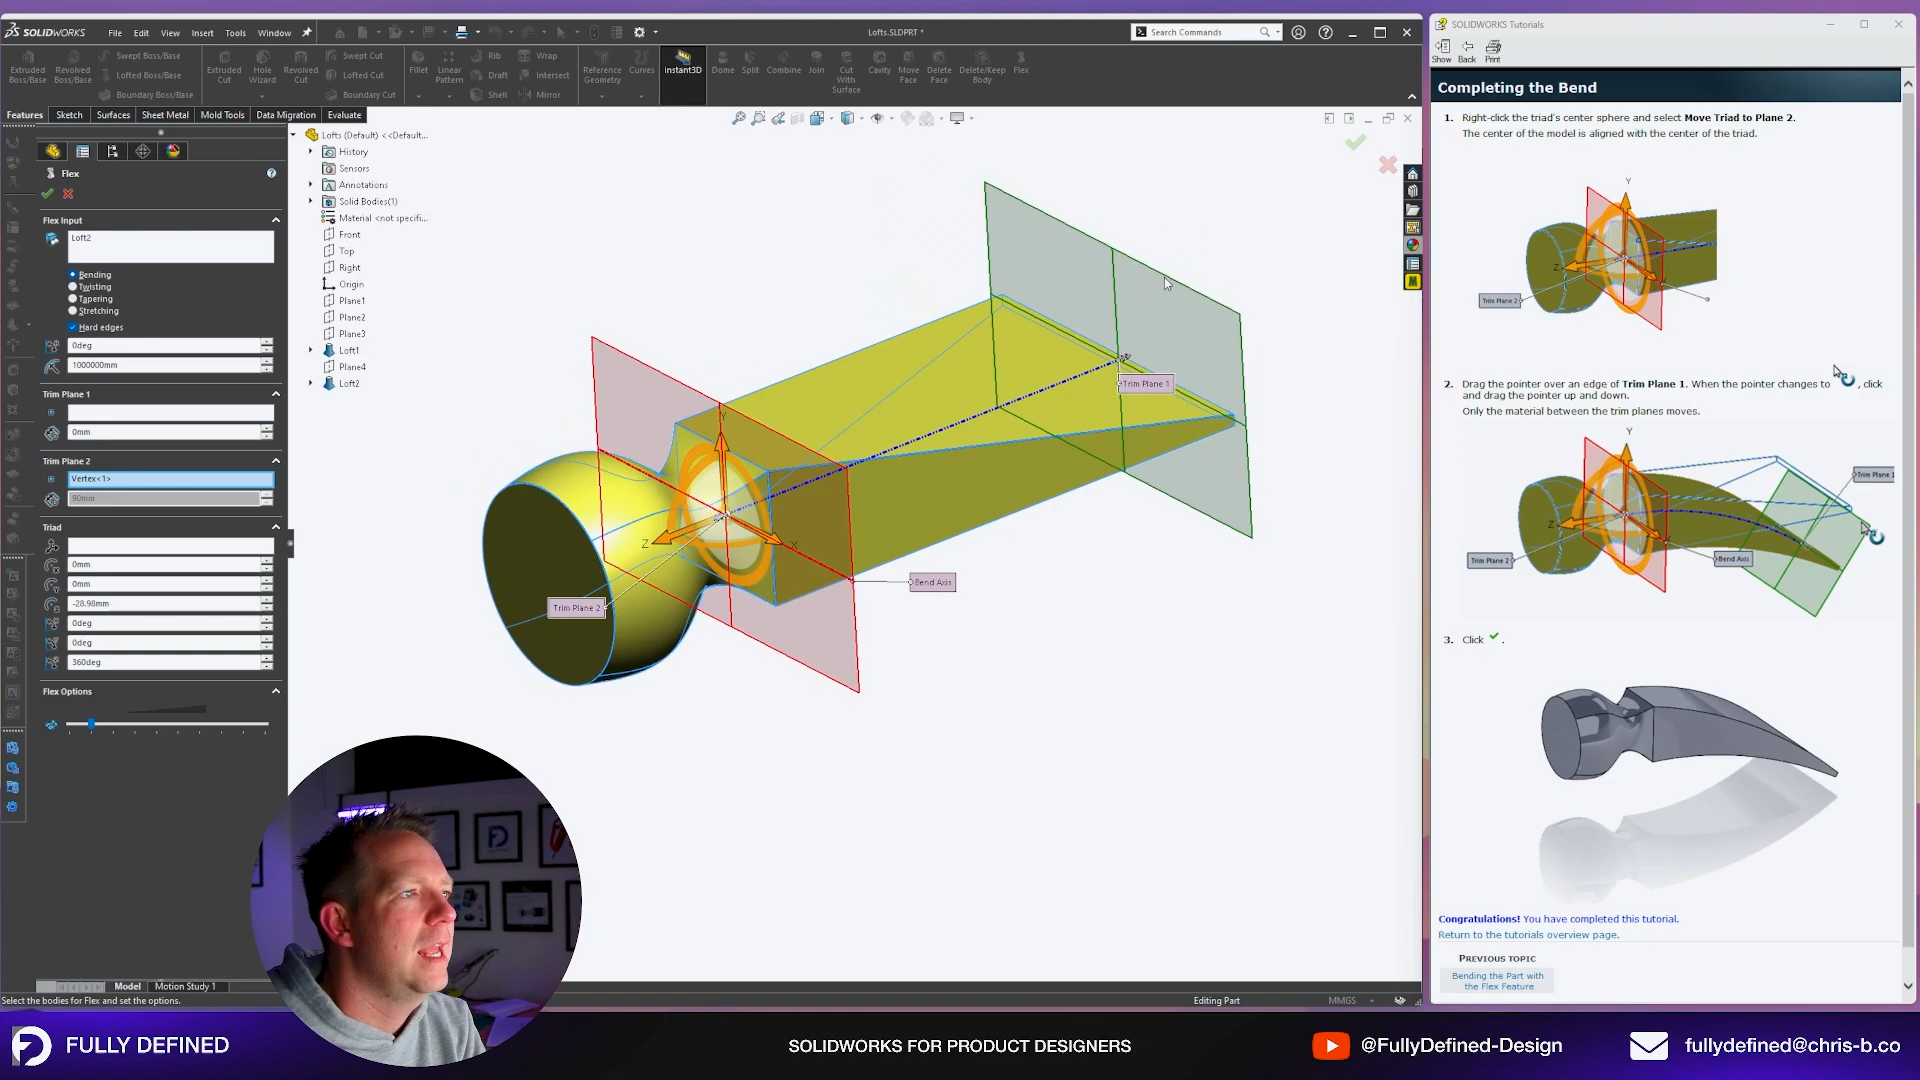 SOLIDWORKS File Edit View Insert Tools Window
Lofts.SLDPRT *
Search Commands
Extruded Boss/Base
Revolved Boss/Base
Swept Boss/Base
Lofted Boss/Base
Boundary Boss/Base
Extruded Cut
Hole Wizard
Revolved Cut
Swept Cut
Lofted Cut
Boundary Cut
Fillet
Linear Pattern
Rib
Draft
Shell
Wrap
Intersect
Mirror
Reference Geometry
Curves
Instant3D
Dome
Split
Combine
Join
Cut With Surface
Cavity
Move Face
Delete Face
Delete/Keep Body
Flex
Features Sketch Surfaces Sheet Metal Mold Tools Data Migration Evaluate
Flex
Flex Input
Loft2
Bending
Twisting
Tapering
Stretching
Hard edges
0deg
1000000mm
Trim Plane 1
0mm
Trim Plane 2
Vertex<1>
90mm
Triad
0mm
0mm
-28.98mm
0deg
0deg
360deg
Flex Options
Lofts (Default) <<Default...
History
Sensors
Annotations
Solid Bodies(1)
Material <not specifi...
Front
Top
Right
Origin
Plane1
Plane2
Plane3
Loft1
Plane4
Loft2
Trim Plane 1
Y
Z
X
Bend Axis
Trim Plane 2
Model Motion Study 1
Select the bodies for Flex and set the options.
Editing Part
MMGS
SOLIDWORKS Tutorials
Show Back Print
Completing the Bend
1. Right-click the triad's center sphere and select Move Triad to Plane 2.
The center of the model is aligned with the center of the triad.
Y
Z
Trim Plane 2
2. Drag the pointer over an edge of Trim Plane 1. When the pointer changes to , click
and drag the pointer up and down.
Only the material between the trim planes moves.
Y
Trim Plane 1
Z
Trim Plane 2
Bend Axis
3. Click .
Congratulations! You have completed this tutorial.
Return to the tutorials overview page.
PREVIOUS TOPIC
Bending the Part with
the Flex Feature
FULLY DEFINED
SOLIDWORKS FOR PRODUCT DESIGNERS
@FullyDefined-Design
fullydefined@chris-b.co